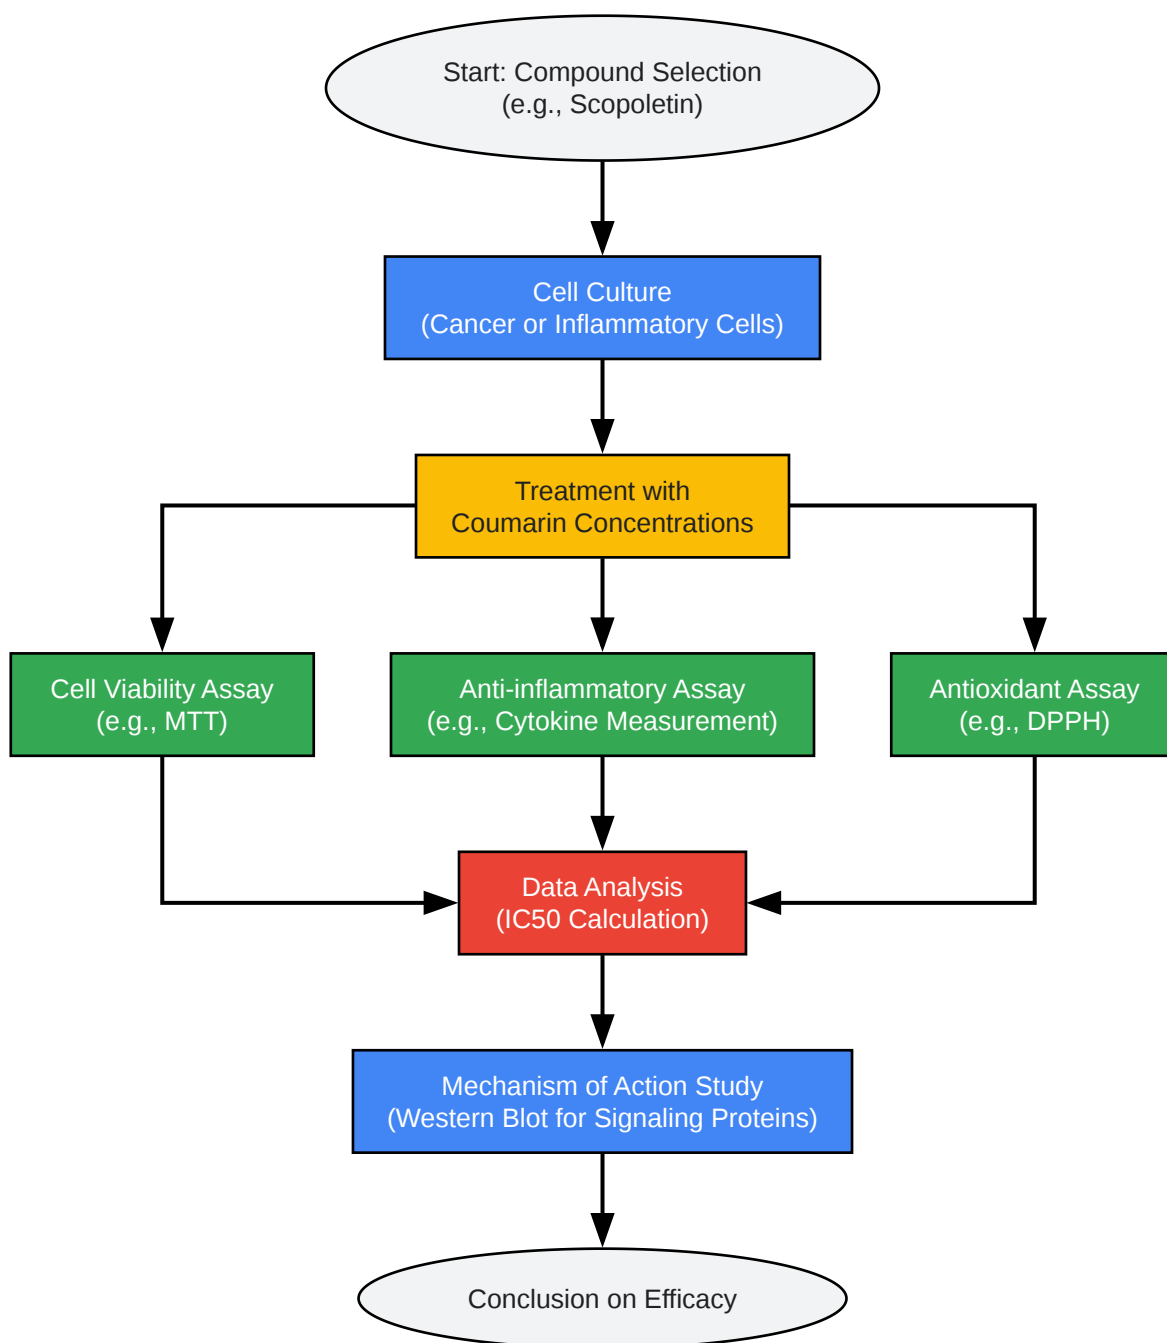 Start: Compound Selection
(e.g., Scopoletin)
Cell Culture
(Cancer or Inflammatory Cells)
Treatment with
Coumarin Concentrations
Cell Viability Assay
(e.g., MTT)
Anti-inflammatory Assay
(e.g., Cytokine Measurement)
Antioxidant Assay
(e.g., DPPH)
Data Analysis
(IC50 Calculation)
Mechanism of Action Study
(Western Blot for Signaling Proteins)
Conclusion on Efficacy